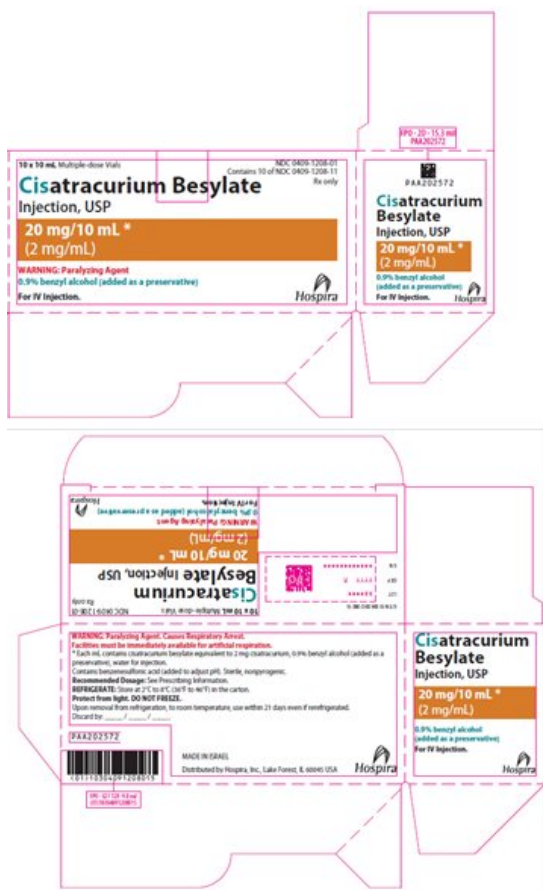 FPO - 2D - 15.3 mil
PAA202572
10 x 10 mL Multiple-dose Vials
NDC 0409-1208-01
Contains 10 of NDC 0409-1208-11
Rx only
Cisatracurium Besylate
Injection, USP
20 mg/10 mL *
(2 mg/mL)
WARNING: Paralyzing Agent
0.9% benzyl alcohol (added as a preservative)
For IV Injection.
Hospira
PAA202572
Cisatracurium
Besylate
Injection, USP
20 mg/10 mL *
(2 mg/mL)
0.9% benzyl alcohol
(added as a preservative)
For IV Injection.
Hospira
10 x 10 mL Multiple-dose Vials
NDC 0409-1208-01
Rx only
Cisatracurium
Besylate Injection, USP
20 mg/10 mL *
(2 mg/mL)
WARNING: Paralyzing Agent
0.9% benzyl alcohol (added as a preservative)
For IV Injection.
Hospira
LOT
EXP
SN
WARNING: Paralyzing Agent. Causes Respiratory Arrest.
Facilities must be immediately available for artificial respiration.
* Each mL contains cisatracurium besylate equivalent to 2 mg cisatracurium, 0.9% benzyl alcohol (added as a
preservative), water for injection.
Contains benzenesulfonic acid (added to adjust pH). Sterile, nonpyrogenic.
Recommended Dosage: See Prescribing Information.
REFRIGERATE: Store at 2°C to 8°C (36°F to 46°F) in the carton.
Protect from light. DO NOT FREEZE.
Upon removal from refrigeration, to room temperature, use within 21 days even if rerefrigerated.
Discard by: _____ / _____ / _____
PAA202572
(01)10304091208015
MADE IN ISRAEL
Distributed by Hospira, Inc., Lake Forest, IL 60045 USA
Hospira
Cisatracurium
Besylate
Injection, USP
20 mg/10 mL *
(2 mg/mL)
0.9% benzyl alcohol
(added as a preservative)
For IV Injection.
Hospira